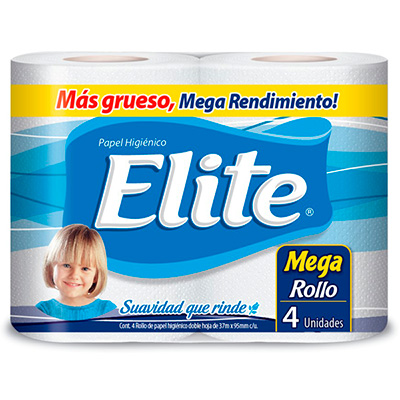 Más grueso, Mega Rendimiento!
Papel Higiénico
Elite®
Mega
Rollo
4 Unidades
Suavidad que rinde
Cont. 4 Rollo de papel higiénico doble hoja de 37m x 95mm c/u.